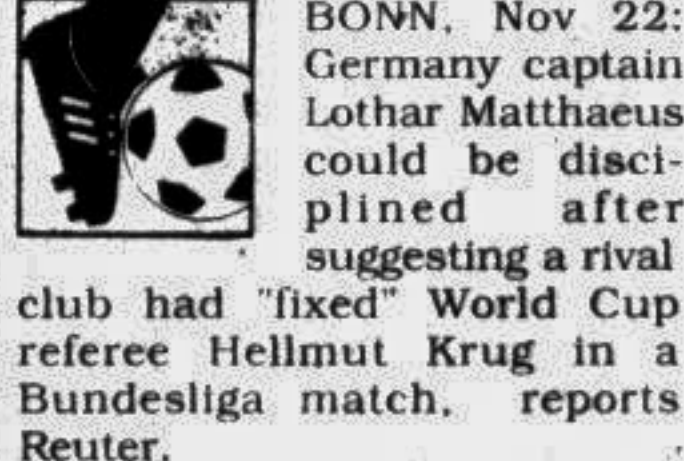 BONN, Nov 22:
Germany captain
Lothar Matthaeus
could be disci-
plined after
suggesting a rival
club had "fixed" World Cup
referee Hellmut Krug in a
Bundesliga match, reports
Reuter.